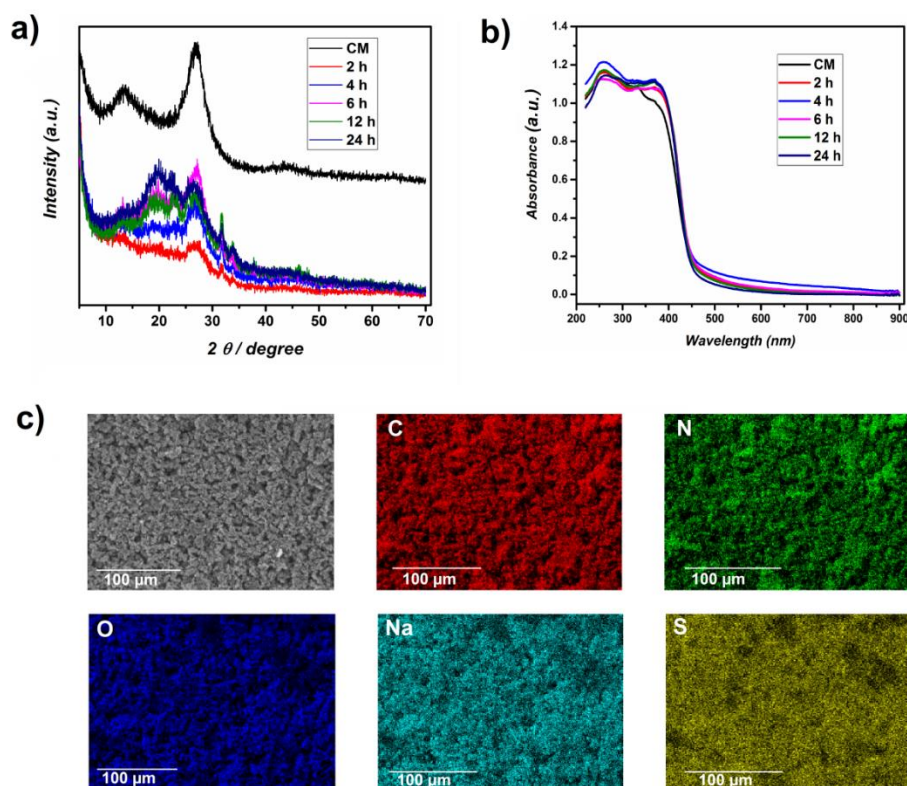 a)
Intensity (a.u.)
CM
2 h
4 h
6 h
12 h
24 h
10 20 30 40 50 60 70
2 θ / degree
b)
Absorbance (a.u.)
1.4
1.2
1.0
0.8
0.6
0.4
0.2
0.0
CM
2 h
4 h
6 h
12 h
24 h
200 300 400 500 600 700 800 900
Wavelength (nm)
c)
100 µm
C
100 µm
N
100 µm
O
100 µm
Na
100 µm
S
100 µm